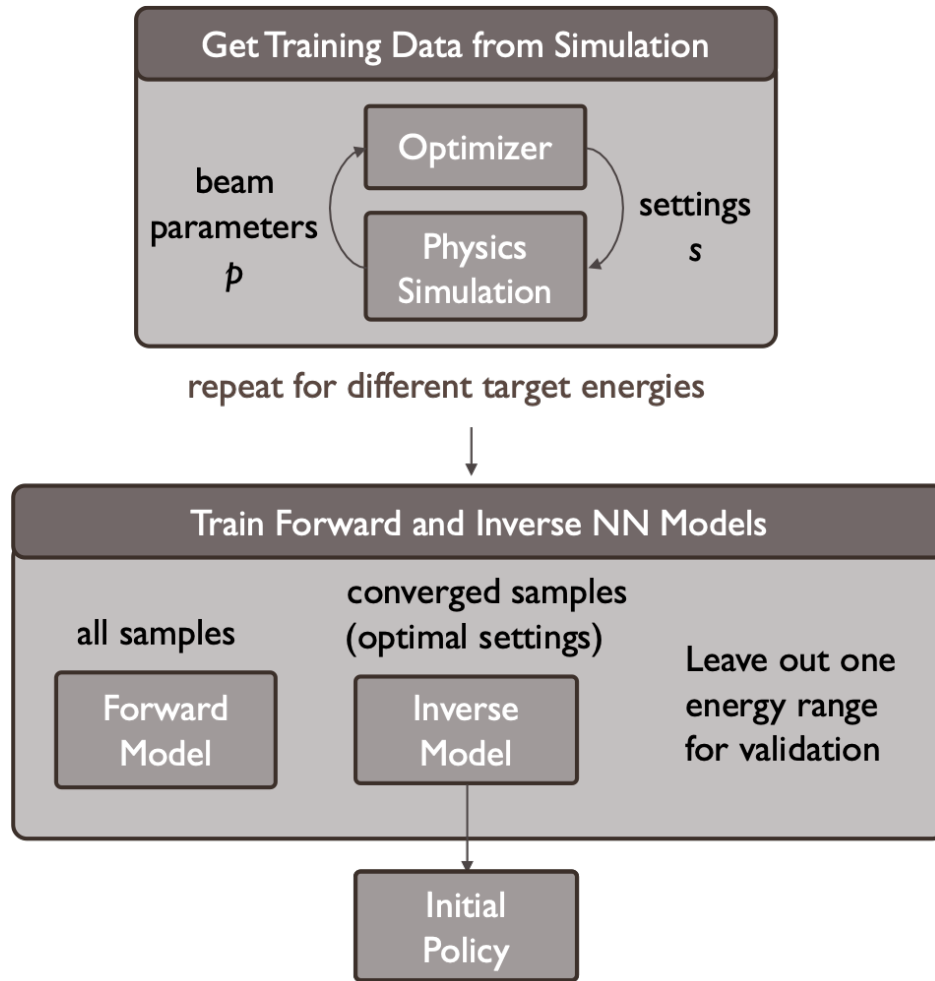 Get Training Data from Simulation
Optimizer
beam
parameters
p
settings
s
Physics
Simulation
repeat for different target energies
Train Forward and Inverse NN Models
all samples
converged samples
(optimal settings)
Forward
Model
Inverse
Model
Leave out one
energy range
for validation
Initial
Policy